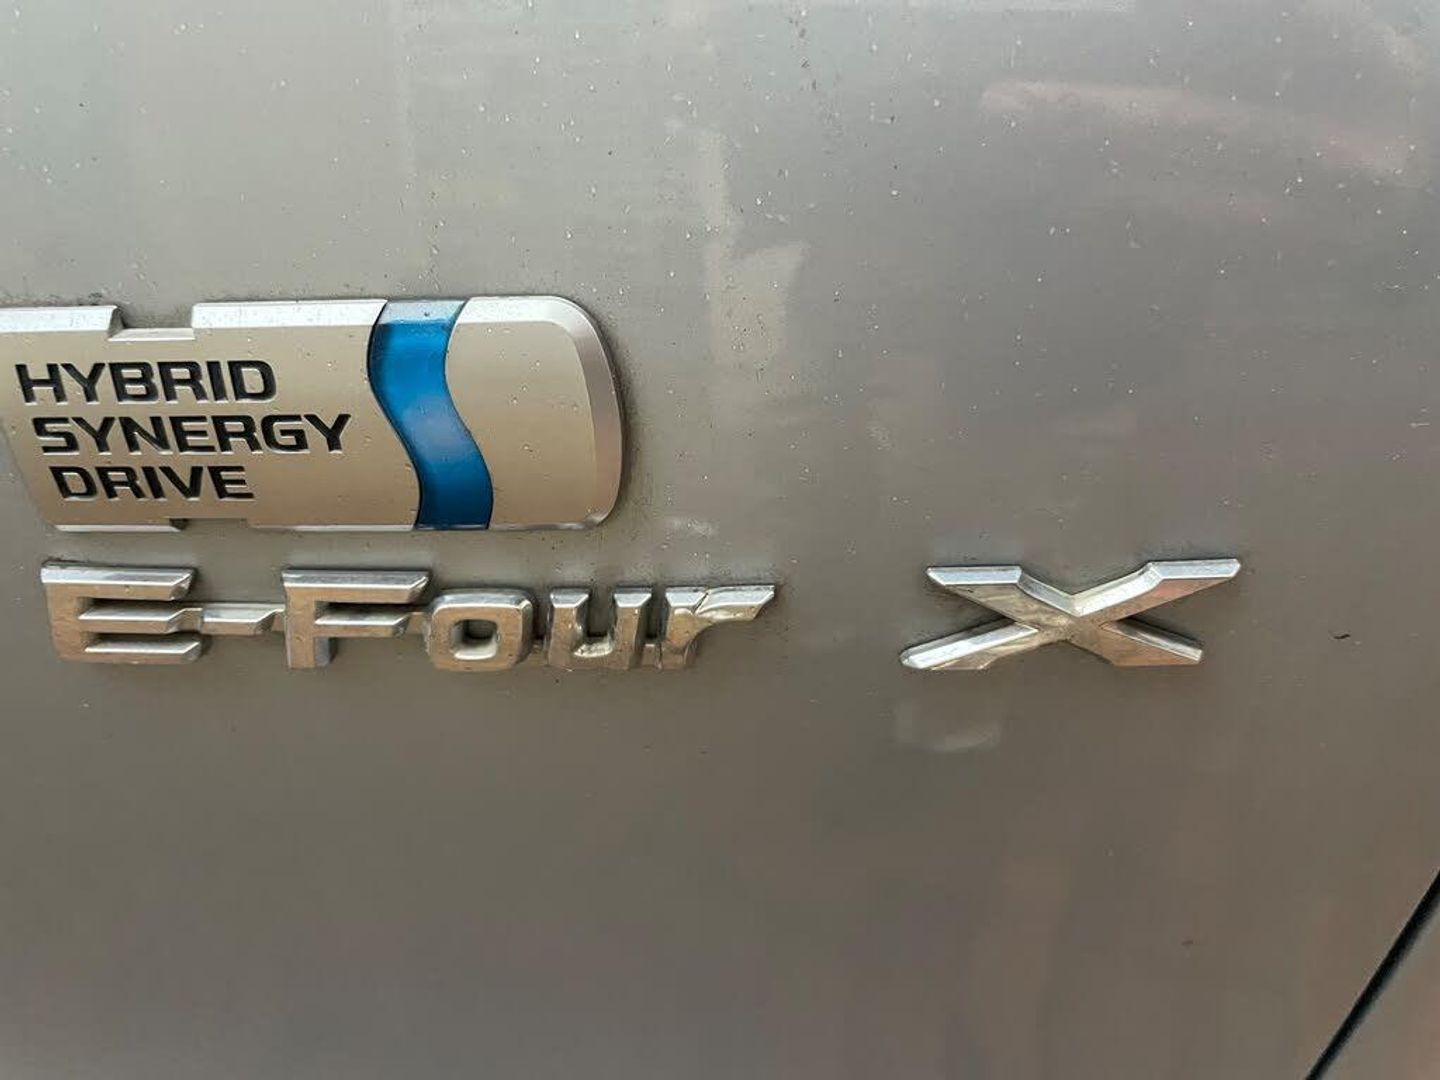 HYBRID
SYNERGY
DRIVE
E-Four X